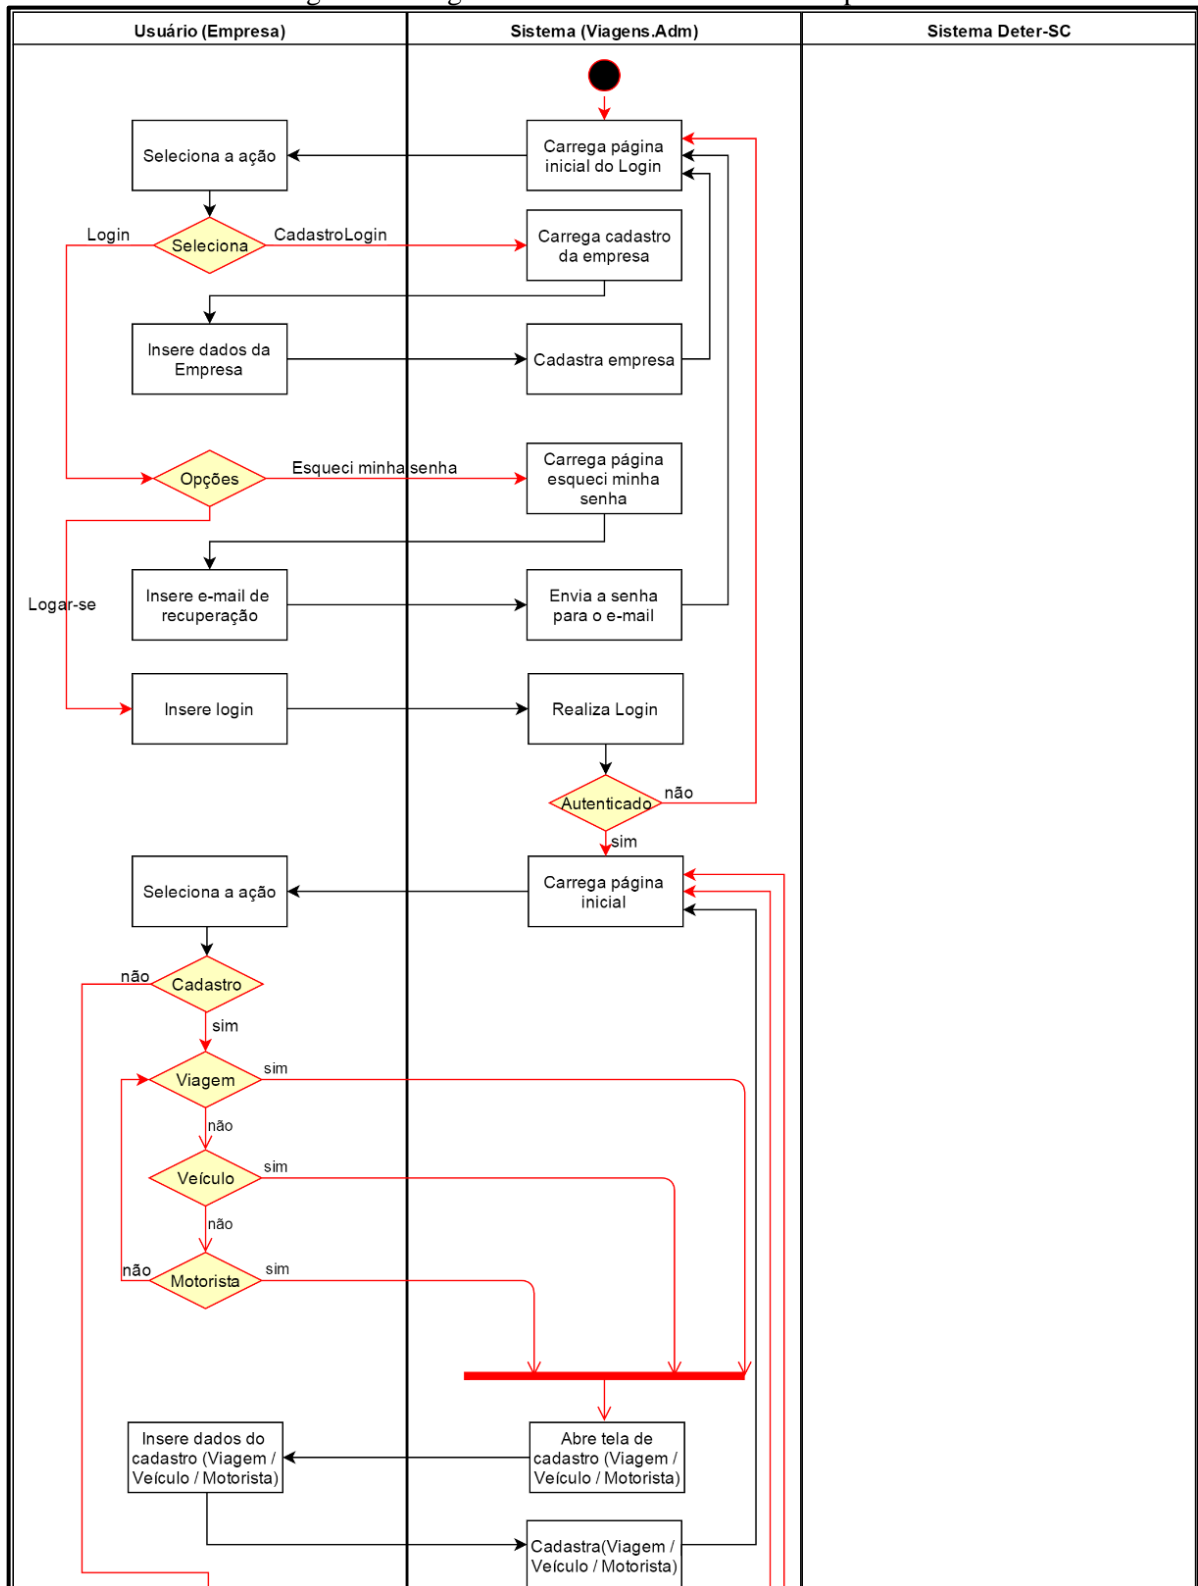 Usuário (Empresa)
Sistema (Viagens.Adm)
Sistema Deter-SC
Carrega página
inicial do Login
Seleciona a ação
Login
Seleciona
CadastroLogin
Carrega cadastro
da empresa
Insere dados da
Empresa
Cadastra empresa
Opções
Esqueci minha senha
Carrega página
esqueci minha
senha
Logar-se
Insere e-mail de
recuperação
Envia a senha
para o e-mail
Insere login
Realiza Login
Autenticado
não
sim
Seleciona a ação
Carrega página
inicial
não
Cadastro
sim
Viagem
sim
não
Veículo
sim
não
não
Motorista
sim
Insere dados do
cadastro (Viagem /
Veículo / Motorista)
Abre tela de
cadastro (Viagem /
Veículo / Motorista)
Cadastra(Viagem /
Veículo / Motorista)